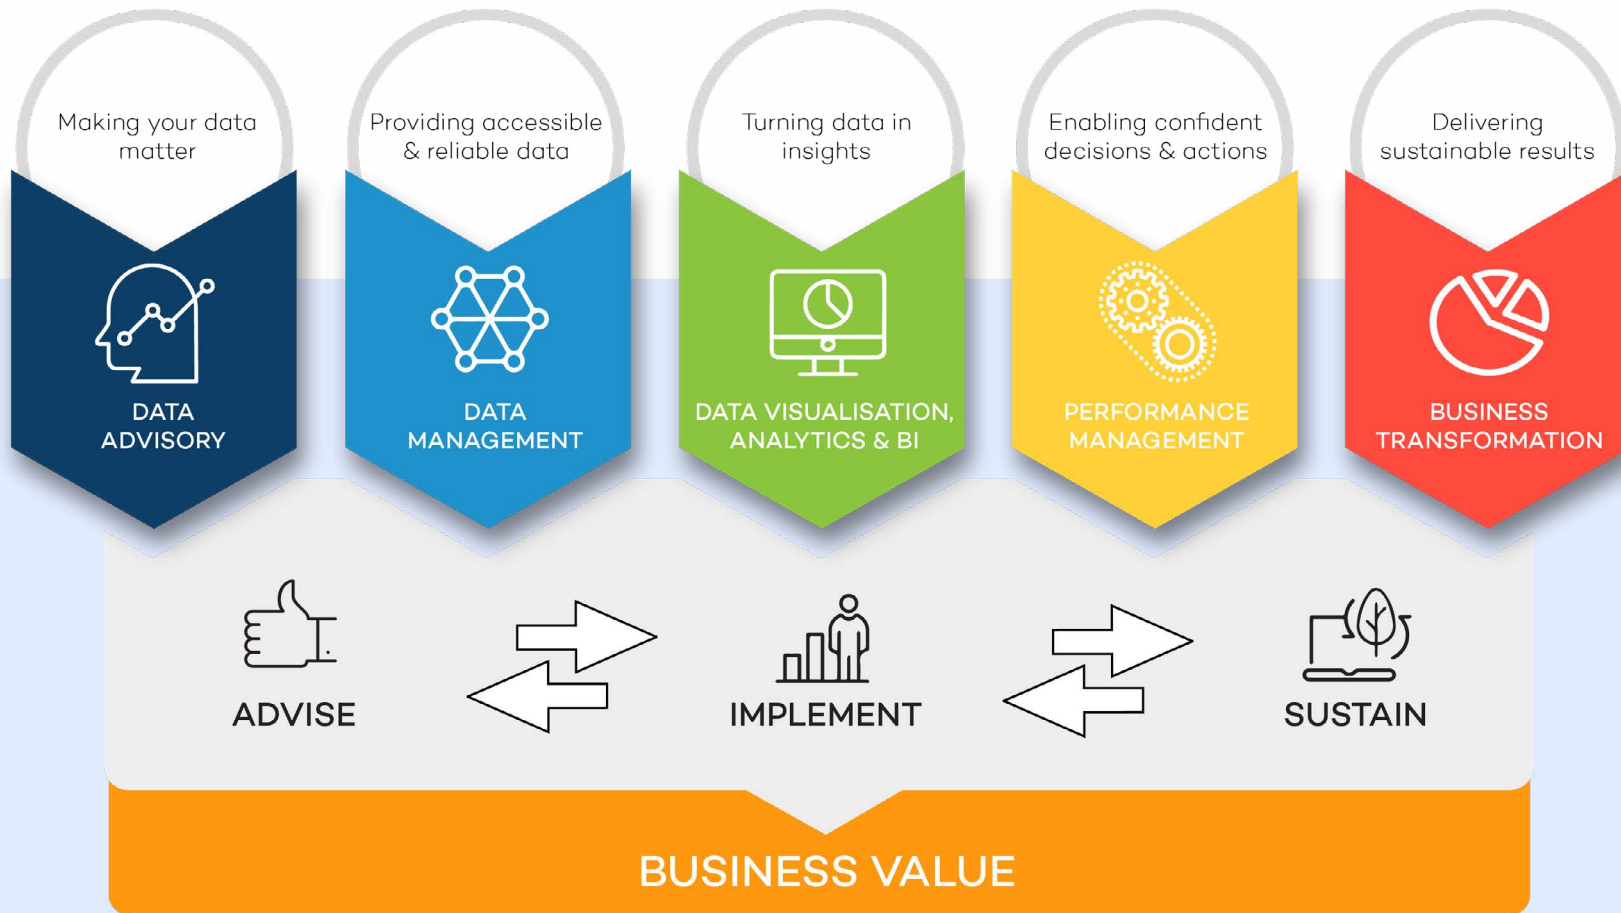 Making your data
matter
Providing accessible
& reliable data
Turning data in
insights
Enabling confident
decisions & actions
Delivering
sustainable results
DATA
ADVISORY
DATA
MANAGEMENT
DATA VISUALISATION,
ANALYTICS & BI
PERFORMANCE
MANAGEMENT
BUSINESS
TRANSFORMATION
ADVISE
IMPLEMENT
SUSTAIN
BUSINESS VALUE